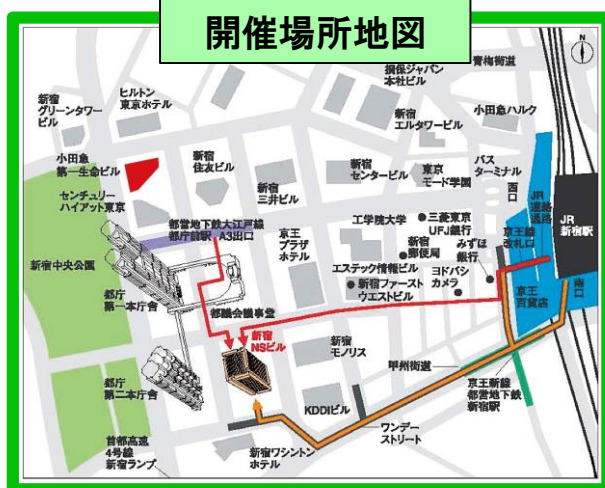 開催場所地図
N
青梅街道
損保ジャパン
本社ビル
ヒルトン
東京ホテル
新宿
グリーンタワー
ビル
新宿
エルタワービル
小田急ハルク
小田急
第一生命ビル
新宿
住友ビル
新宿
三井ビル
新宿
センタービル
東京
モード学園
バス
ターミナル
西口
センチュリー
ハイアット東京
JR
連絡
通路
JR
新宿駅
都営地下鉄大江戸線
都庁前駅 A3出口
京王
プラザ
ホテル
工学院大学
三菱東京
UFJ銀行
京王線
改札口
新宿
郵便局
みずほ
銀行
新宿中央公園
エステック情報ビル
ヨドバシ
カメラ
新宿ファースト
ウエストビル
京王
百貨店
南口
都庁
第一本庁舎
都議会議事堂
新宿
NSビル
新宿
モノリス
甲州街道
都庁
第二本庁舎
KDDIビル
京王新線
都営地下鉄
新宿駅
ワンデー
ストリート
首都高速
4号線
新宿ランプ
新宿ワシントン
ホテル